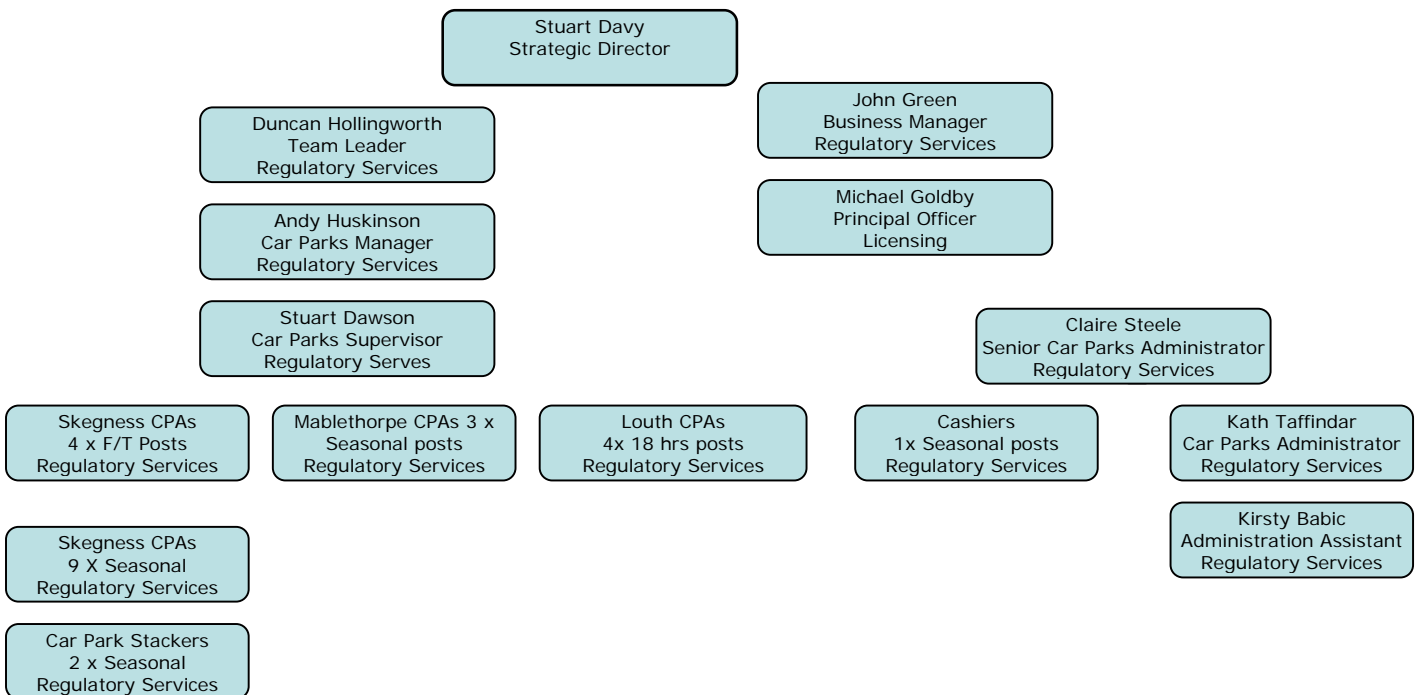 Stuart Davy
Strategic Director
John Green
Business Manager
Regulatory Services
Duncan Hollingworth
Team Leader
Regulatory Services
Michael Goldby
Principal Officer
Licensing
Andy Huskinson
Car Parks Manager
Regulatory Services
Stuart Dawson
Car Parks Supervisor
Regulatory Serves
Claire Steele
Senior Car Parks Administrator
Regulatory Services
Skegness CPAs
4 x F/T Posts
Regulatory Services
Mablethorpe CPAs 3 x
Seasonal posts
Regulatory Services
Louth CPAs
4x 18 hrs posts
Regulatory Services
Cashiers
1x Seasonal posts
Regulatory Services
Kath Taffindar
Car Parks Administrator
Regulatory Services
Kirsty Babic
Administration Assistant
Regulatory Services
Skegness CPAs
9 X Seasonal
Regulatory Services
Car Park Stackers
2 x Seasonal
Regulatory Services